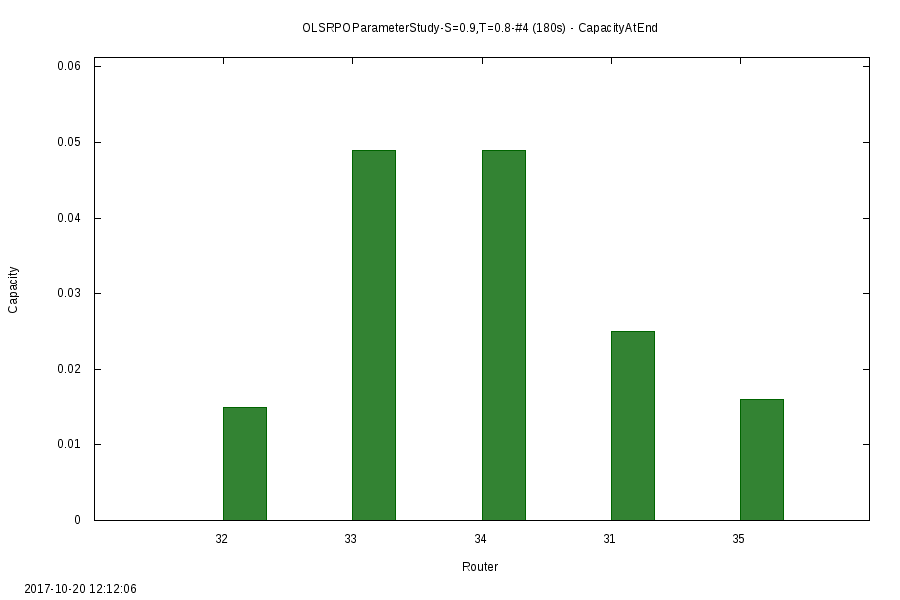 OLSRPOParameterStudy-S=0.9,T=0.8-#4 (180s) - CapacityAtEnd
0.06
0.05
0.04
0.03
0.02
0.01
0
Capacity
32 33 34 31 35
Router
2017-10-20 12:12:06